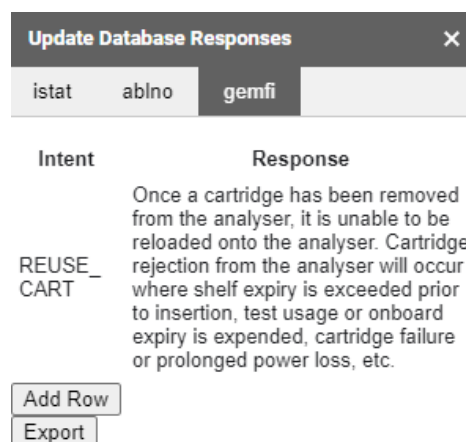 Update Database Responses ×
istat ablno gemfi
Intent Response
Once a cartridge has been removed
from the analyser, it is unable to be
reloaded onto the analyser. Cartridge
REUSE_ rejection from the analyser will occur
CART where shelf expiry is exceeded prior
to insertion, test usage or onboard
expiry is expended, cartridge failure
or prolonged power loss, etc.
Add Row
Export